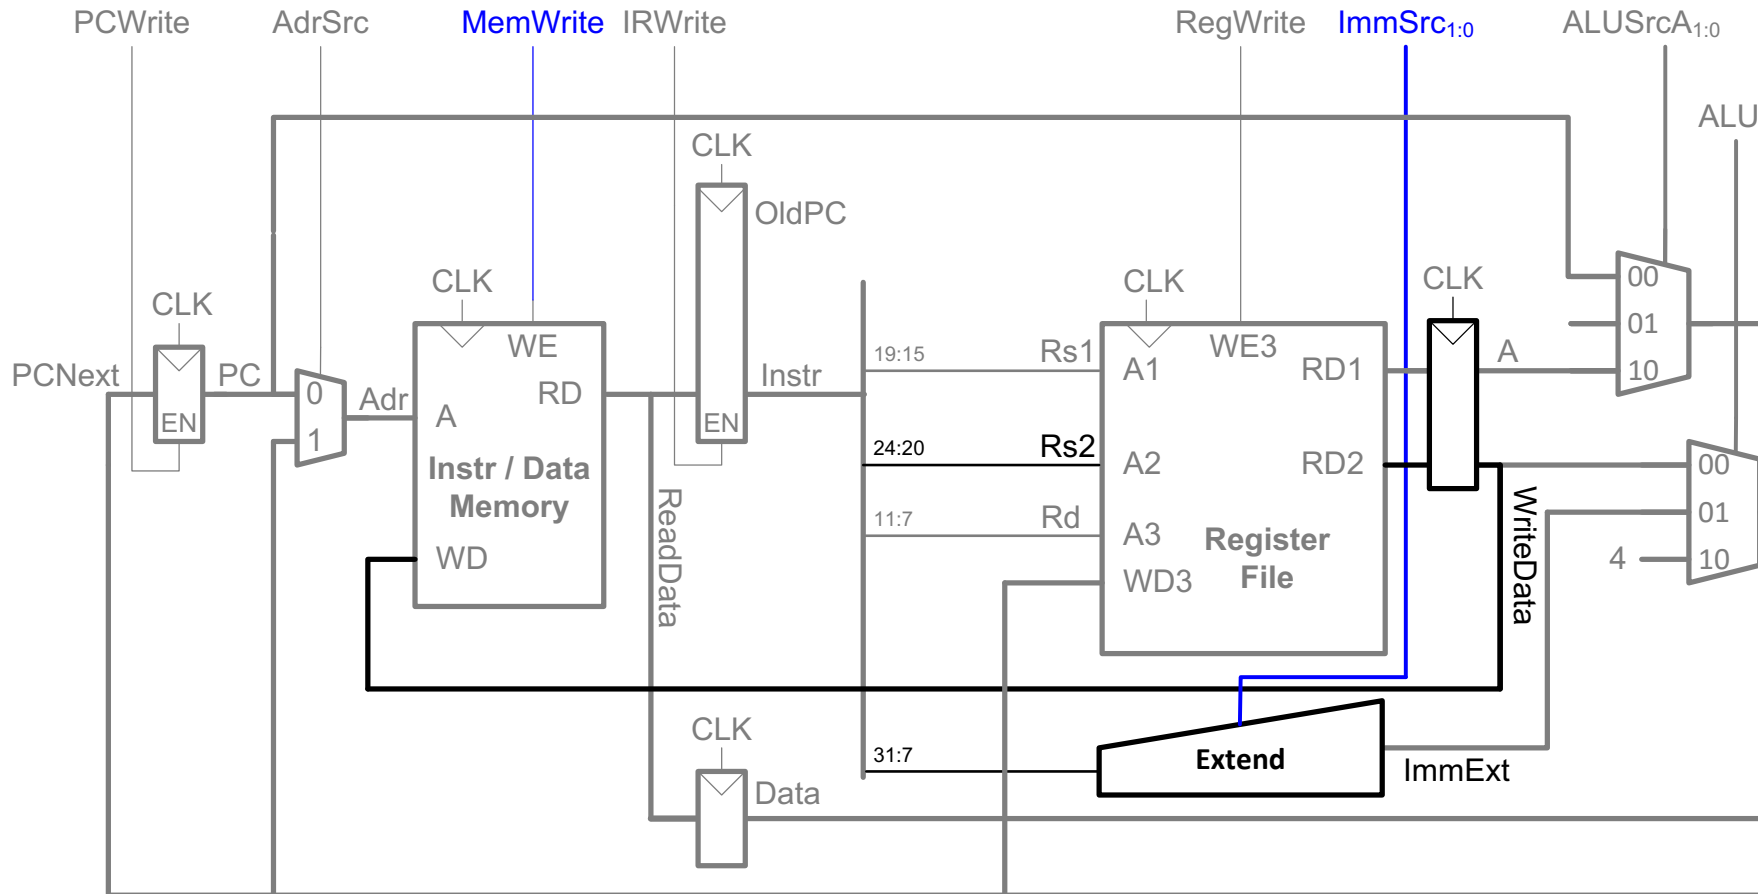 PCWrite AdrSrc MemWrite IRWrite RegWrite ImmSrc1:0 ALUSrcA1:0
ALU
CLK
OldPC
CLK CLK CLK CLK
00
01
10
WE
WE3
PCNext PC 0 Adr A RD Instr 19:15 Rs1 A1 RD1 A
EN 1 EN
Instr / Data
Memory
24:20 Rs2 A2 RD2 00
ReadData
WriteData
01
11:7 Rd A3
Register
File
WD
WD3
4 10
CLK
31:7 Extend ImmExt
Data